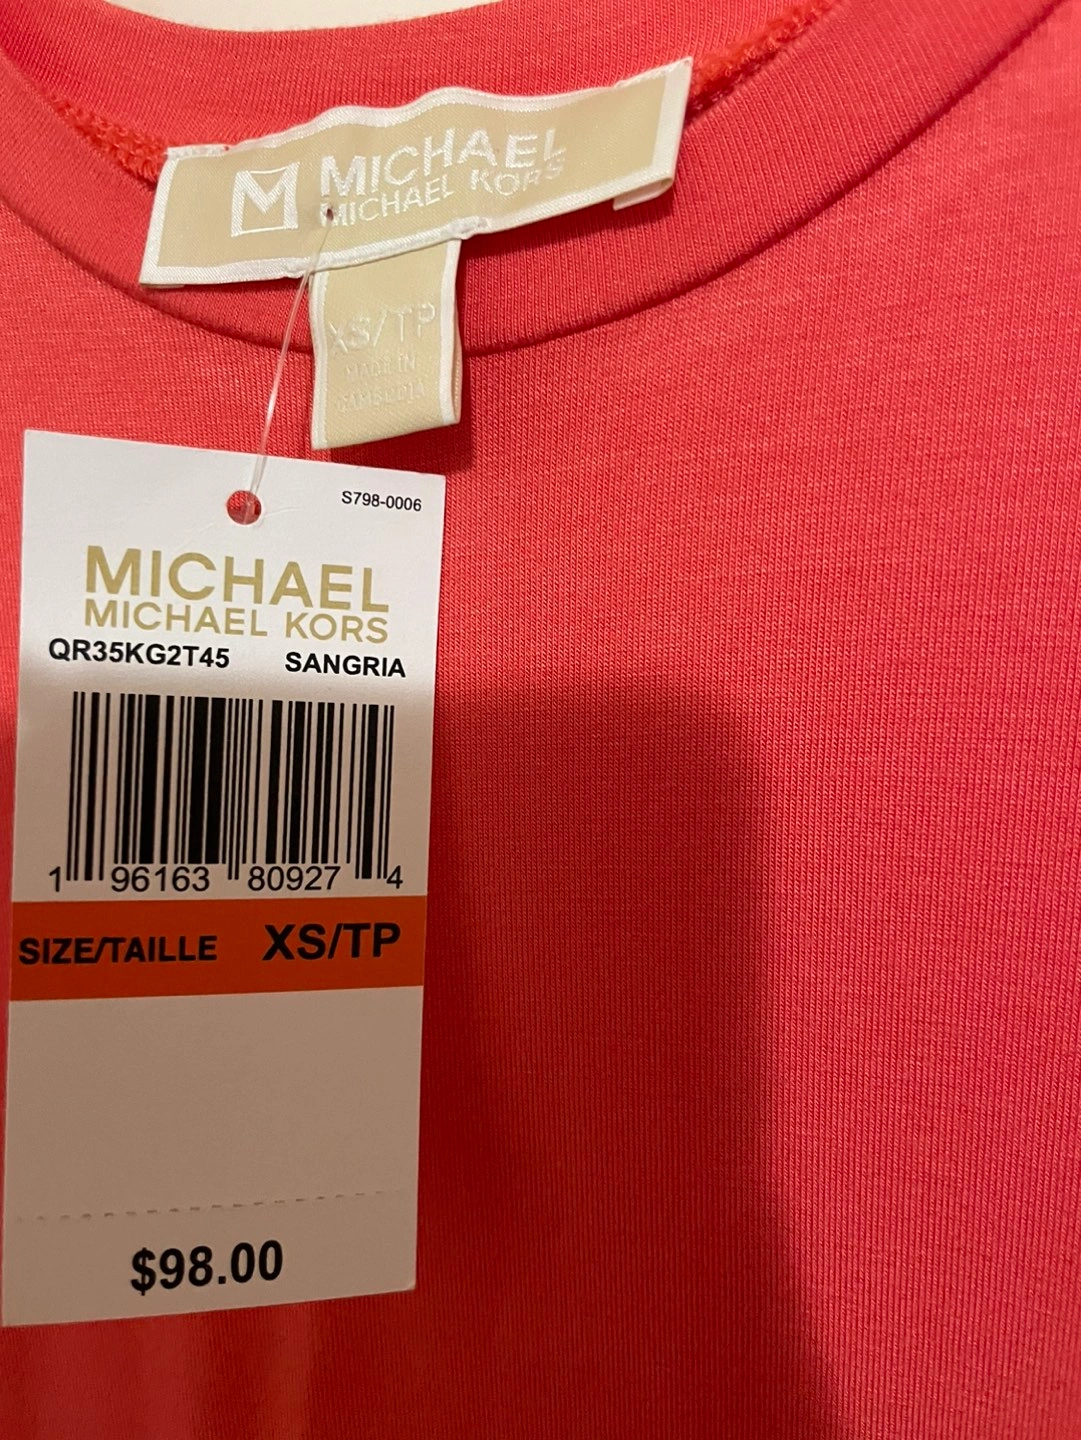 M MICHAEL
MICHAEL KORS
XS/TP
MADE IN
CAMBODIA
S798-0006
MICHAEL
MICHAEL KORS
QR35KG2T45 SANGRIA
1 96163 80927 4
SIZE/TAILLE XS/TP
$98.00